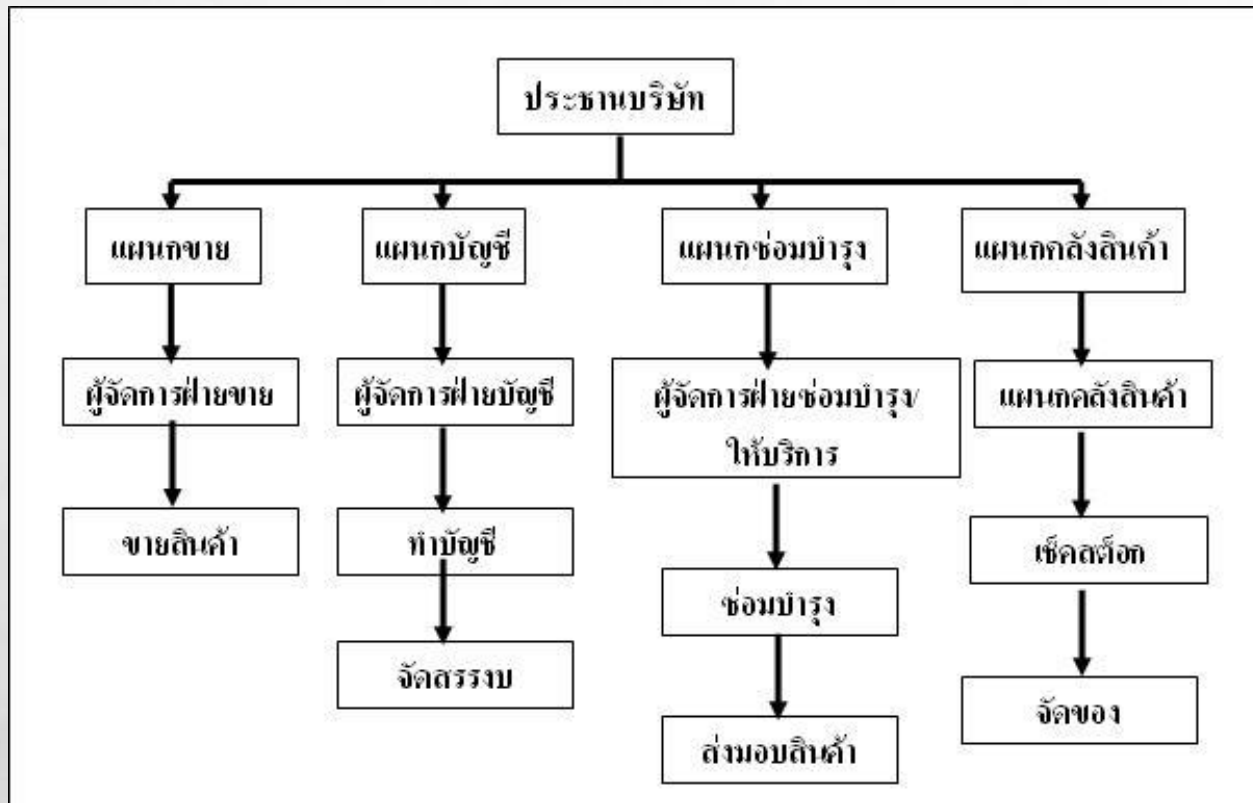 ประธานบริษัท
แผนกขาย
แผนกบัญชี
แผนกซ่อมบำรุง
แผนกคลังสินค้า
ผู้จัดการฝ่ายขาย
ผู้จัดการฝ่ายบัญชี
ผู้จัดการฝ่ายซ่อมบำรุง/
ให้บริการ
แผนกคลังสินค้า
ขายสินค้า
ทำบัญชี
เช็คสต็อก
ซ่อมบำรุง
จัดสรรงบ
จัดของ
ส่งมอบสินค้า